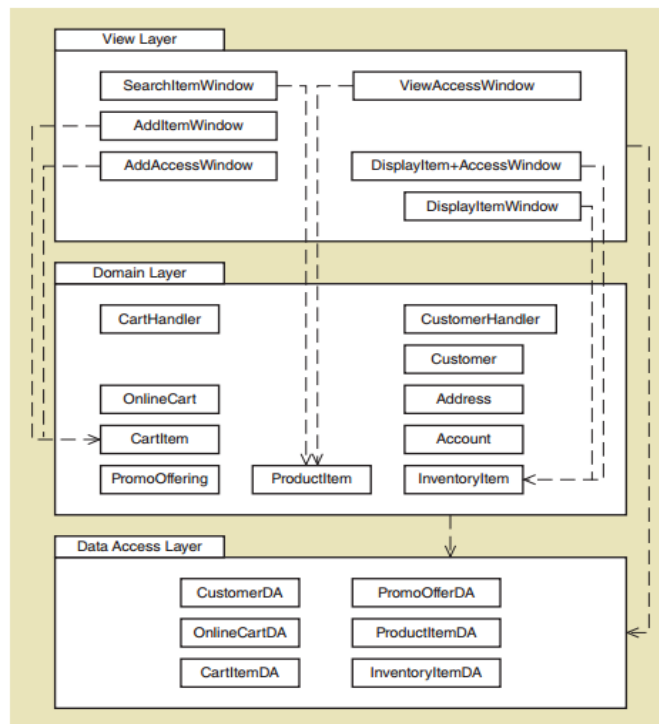 View Layer
SearchItemWindow
ViewAccessWindow
AddItemWindow
AddAccessWindow
DisplayItem+AccessWindow
DisplayItemWindow
Domain Layer
CartHandler
CustomerHandler
Customer
OnlineCart
Address
CartItem
Account
PromoOffering
ProductItem
InventoryItem
Data Access Layer
CustomerDA
PromoOfferDA
OnlineCartDA
ProductItemDA
CartItemDA
InventoryItemDA